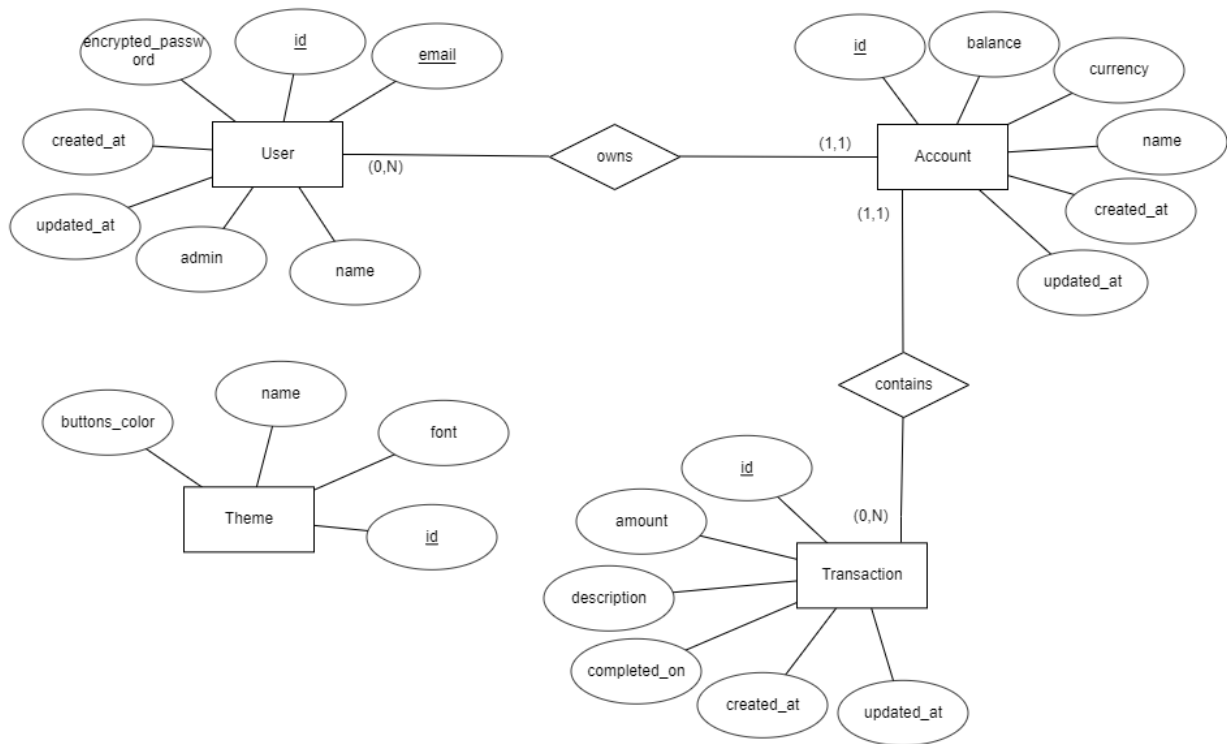 encrypted_passw
ord
id
email
created_at
User
updated_at
admin
name
(0,N)
owns
(1,1)
id
balance
currency
Account
name
(1,1)
created_at
updated_at
contains
buttons_color
name
font
Theme
id
id
amount
(0,N)
description
Transaction
completed_on
created_at
updated_at